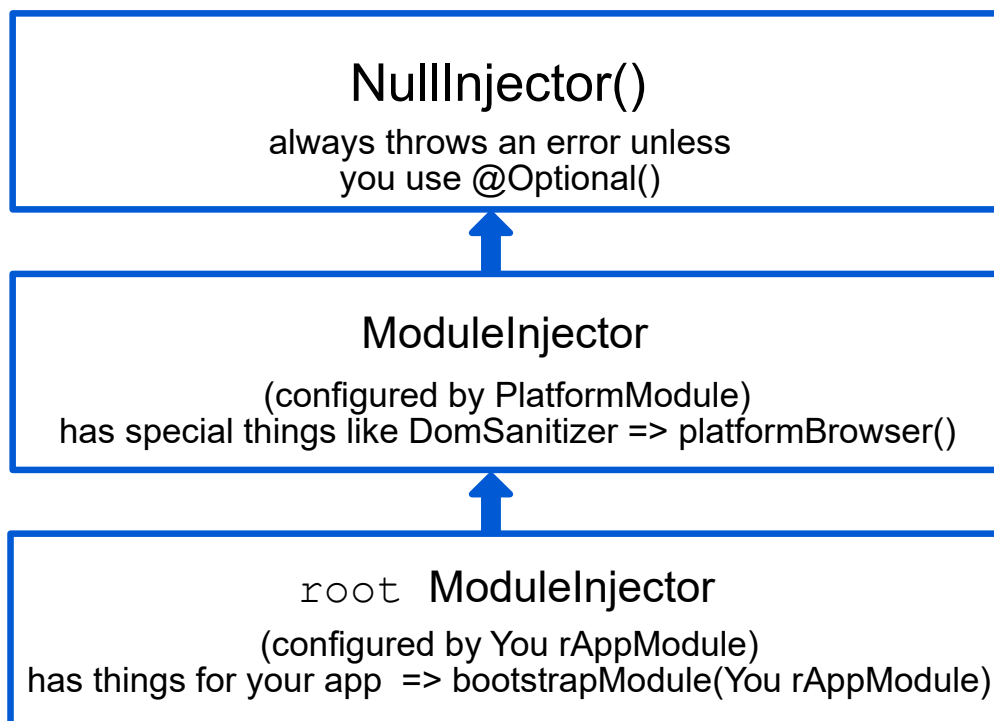 NullInjector()
always throws an error unless
you use @Optional()
ModuleInjector
(configured by PlatformModule)
has special things like DomSanitizer => platformBrowser()
root ModuleInjector
(configured by You rAppModule)
has things for your app => bootstrapModule(You rAppModule)